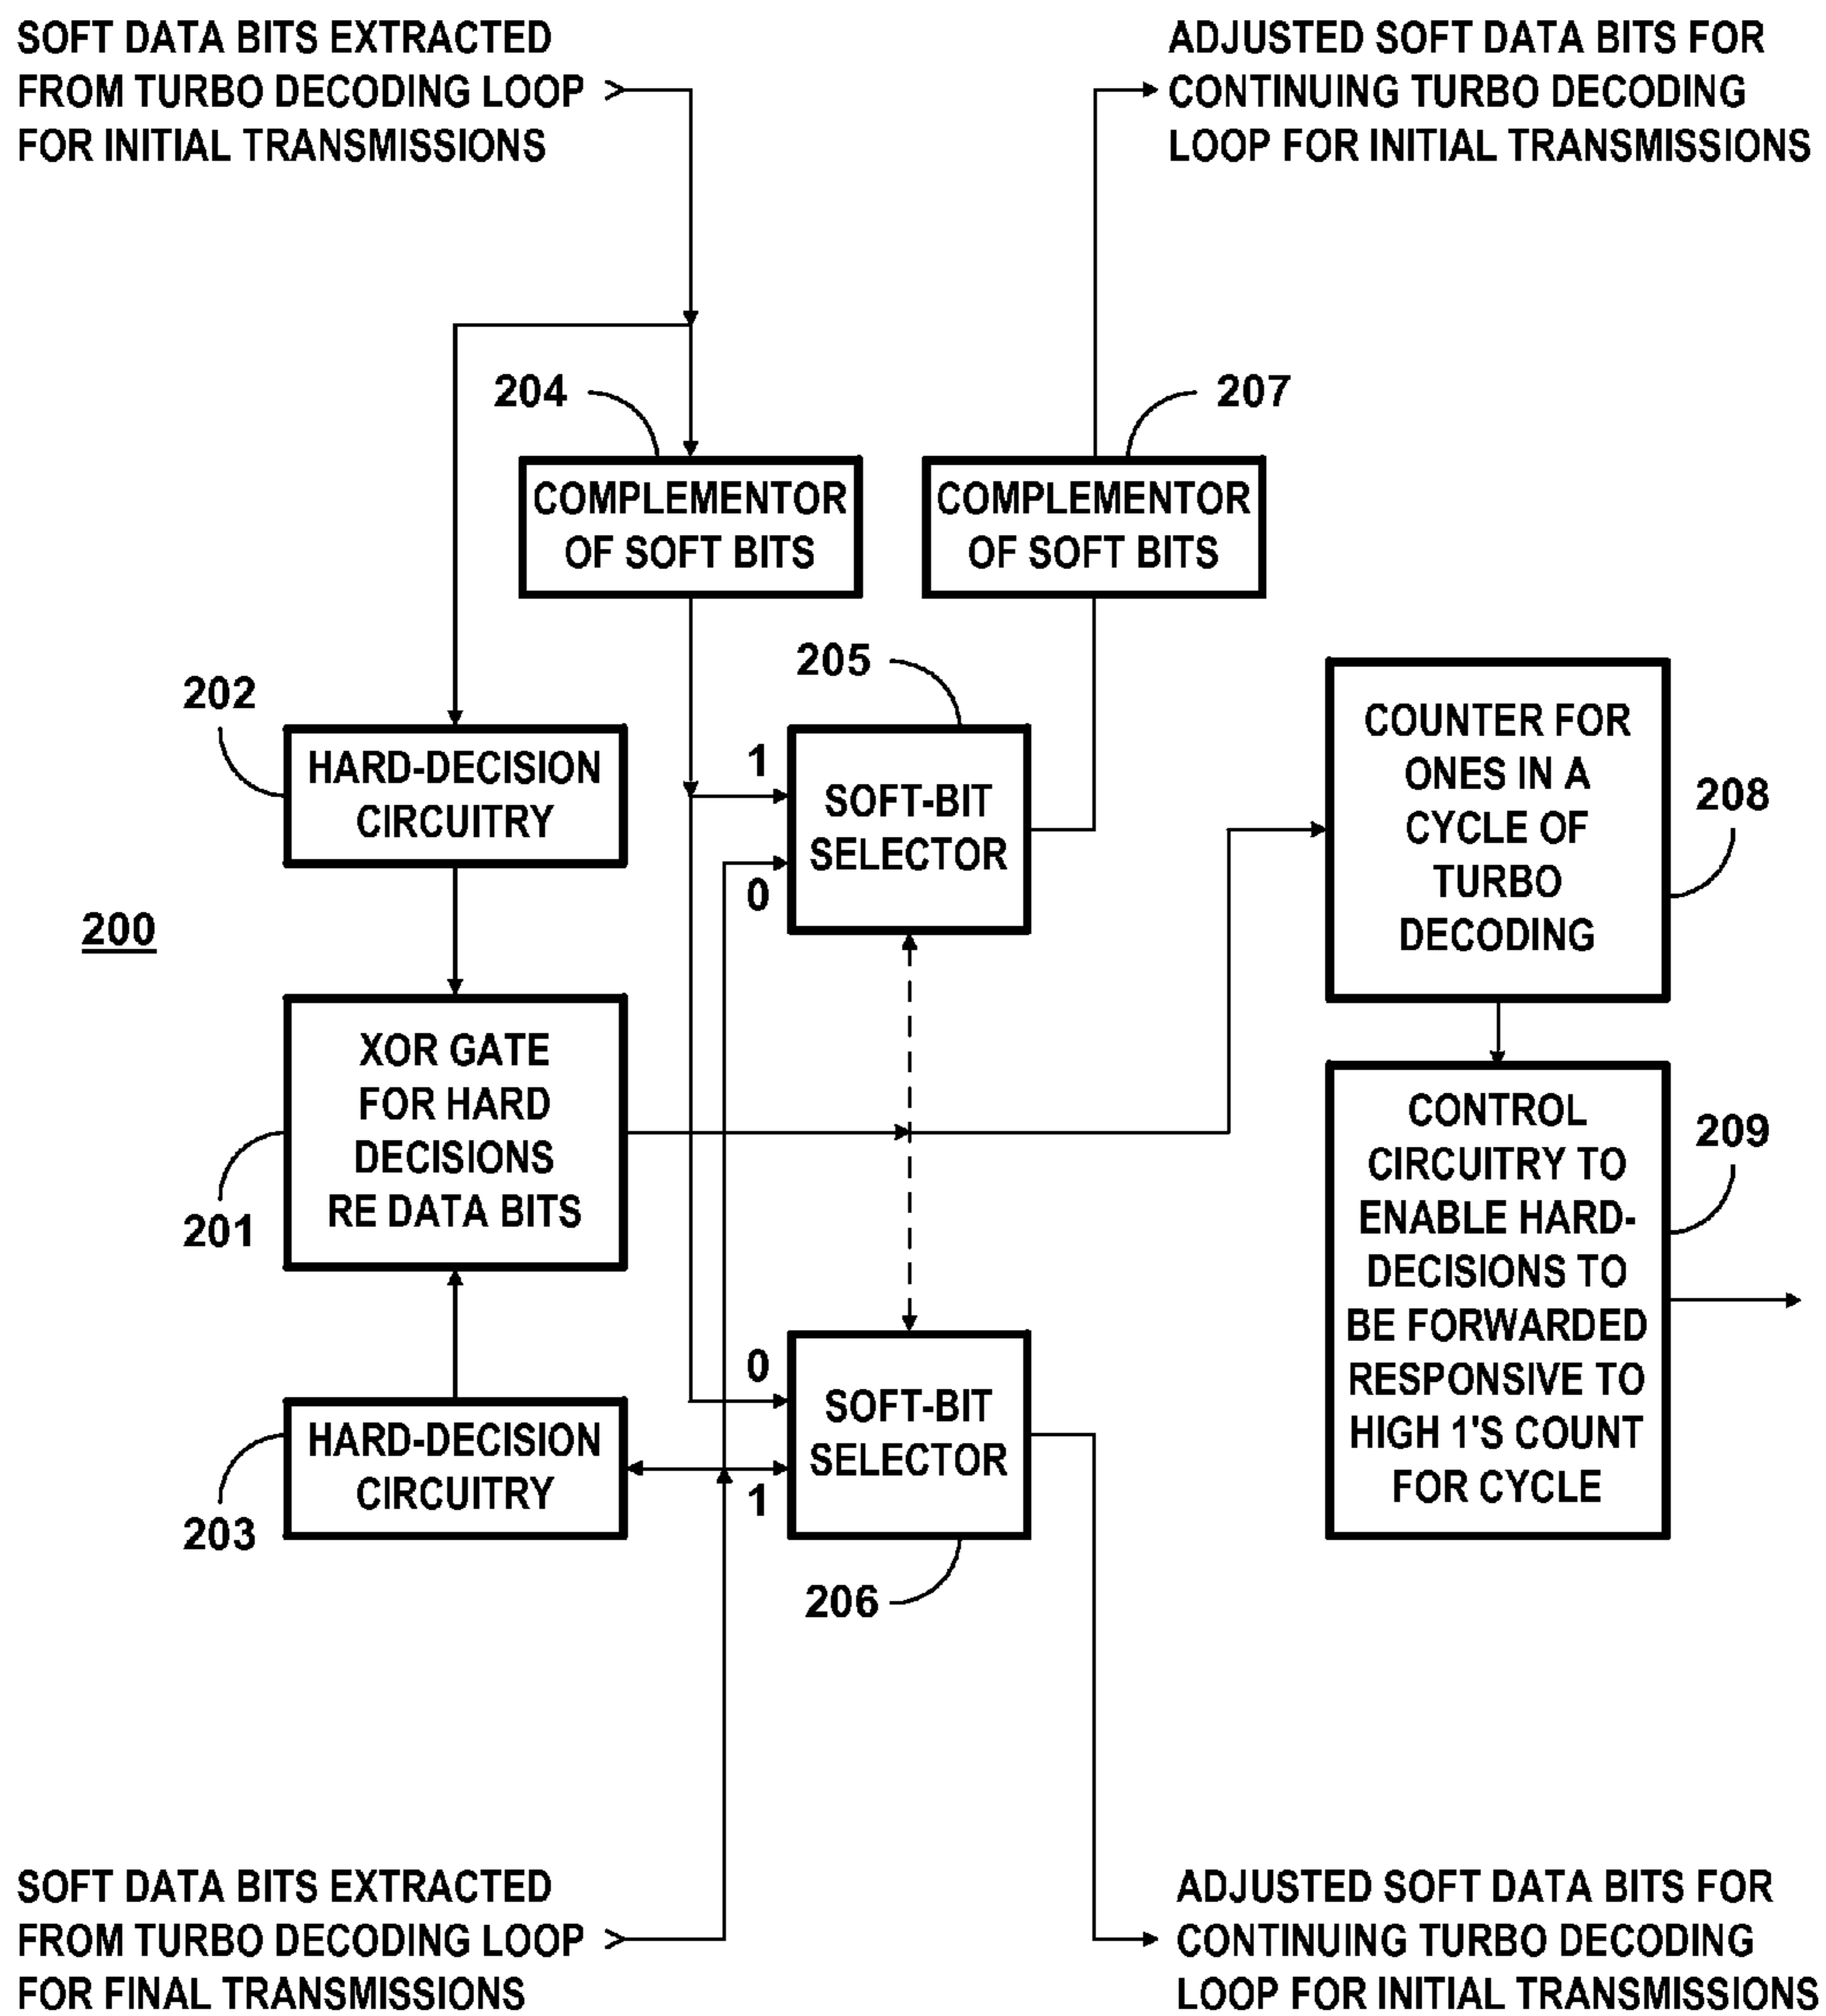 SOFT DATA BITS EXTRACTED
FROM TURBO DECODING LOOP
FOR INITIAL TRANSMISSIONS
ADJUSTED SOFT DATA BITS FOR
CONTINUING TURBO DECODING
LOOP FOR INITIAL TRANSMISSIONS
204
207
COMPLEMENTOR
OF SOFT BITS
COMPLEMENTOR
OF SOFT BITS
205
202
HARD-DECISION
CIRCUITRY
1
0
SOFT-BIT
SELECTOR
COUNTER FOR
ONES IN A
CYCLE OF
TURBO
DECODING
208
200
XOR GATE
FOR HARD
DECISIONS
RE DATA BITS
201
CONTROL
CIRCUITRY TO
ENABLE HARD-
DECISIONS TO
BE FORWARDED
RESPONSIVE TO
HIGH 1'S COUNT
FOR CYCLE
209
HARD-DECISION
CIRCUITRY
203
0
1
SOFT-BIT
SELECTOR
206
SOFT DATA BITS EXTRACTED
FROM TURBO DECODING LOOP
FOR FINAL TRANSMISSIONS
ADJUSTED SOFT DATA BITS FOR
CONTINUING TURBO DECODING
LOOP FOR INITIAL TRANSMISSIONS